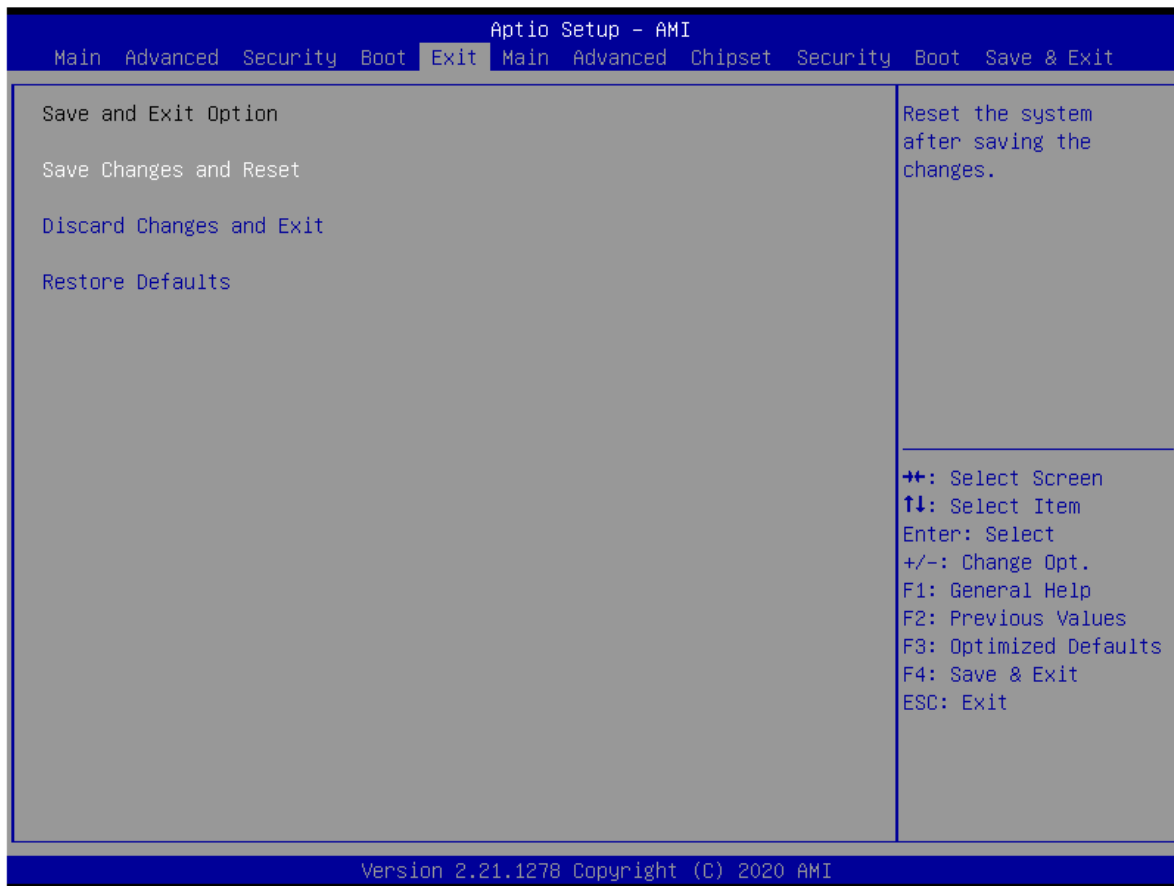 Aptio Setup – AMI
Main Advanced Security Boot Exit Main Advanced Chipset Security Boot Save & Exit
Save and Exit Option
Save Changes and Reset
Discard Changes and Exit
Restore Defaults
Reset the system
after saving the
changes.
→←: Select Screen
↑↓: Select Item
Enter: Select
+/-: Change Opt.
F1: General Help
F2: Previous Values
F3: Optimized Defaults
F4: Save & Exit
ESC: Exit
Version 2.21.1278 Copyright (C) 2020 AMI